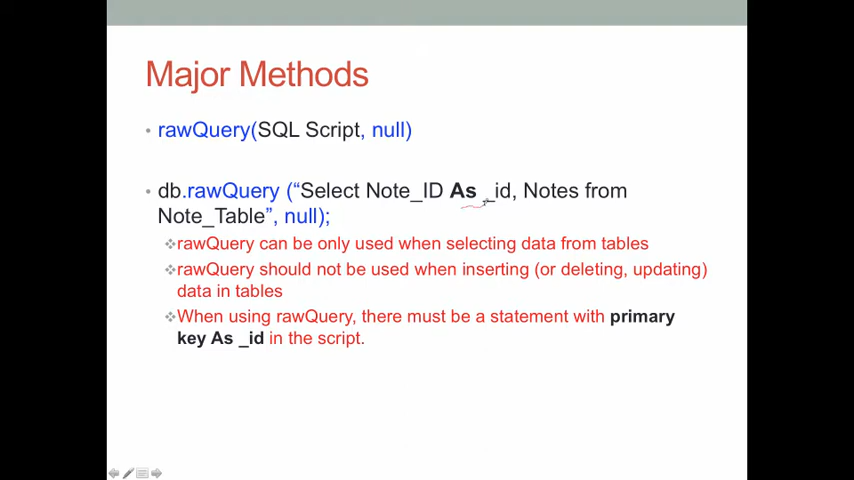 Major Methods
• rawQuery(SQL Script, null)
• db.rawQuery (“Select Note_ID As _id, Notes from
Note_Table”, null);
❖rawQuery can be only used when selecting data from tables
❖rawQuery should not be used when inserting (or deleting, updating)
data in tables
❖When using rawQuery, there must be a statement with primary
key As _id in the script.